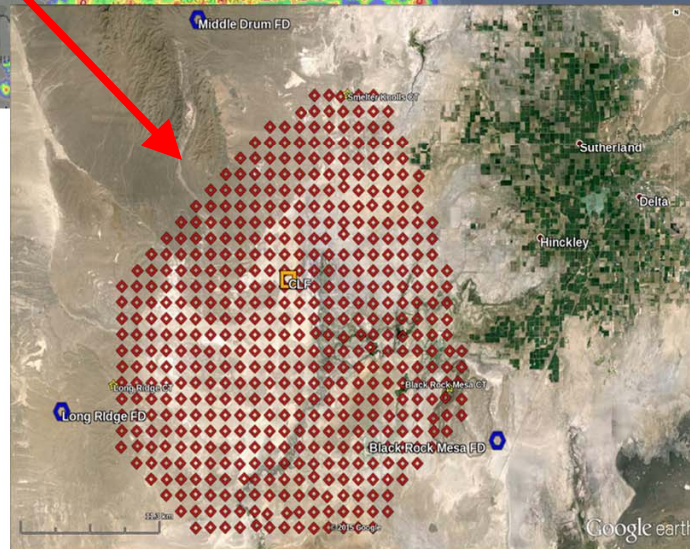 Middle Drum FD
Smelter Knolls CT
Sutherland
Delta
Hinckley
CLF
Long Ridge CT
Black Rock Mesa CT
Long Ridge FD
Black Rock Mesa FD
© 2015 Google
Google earth